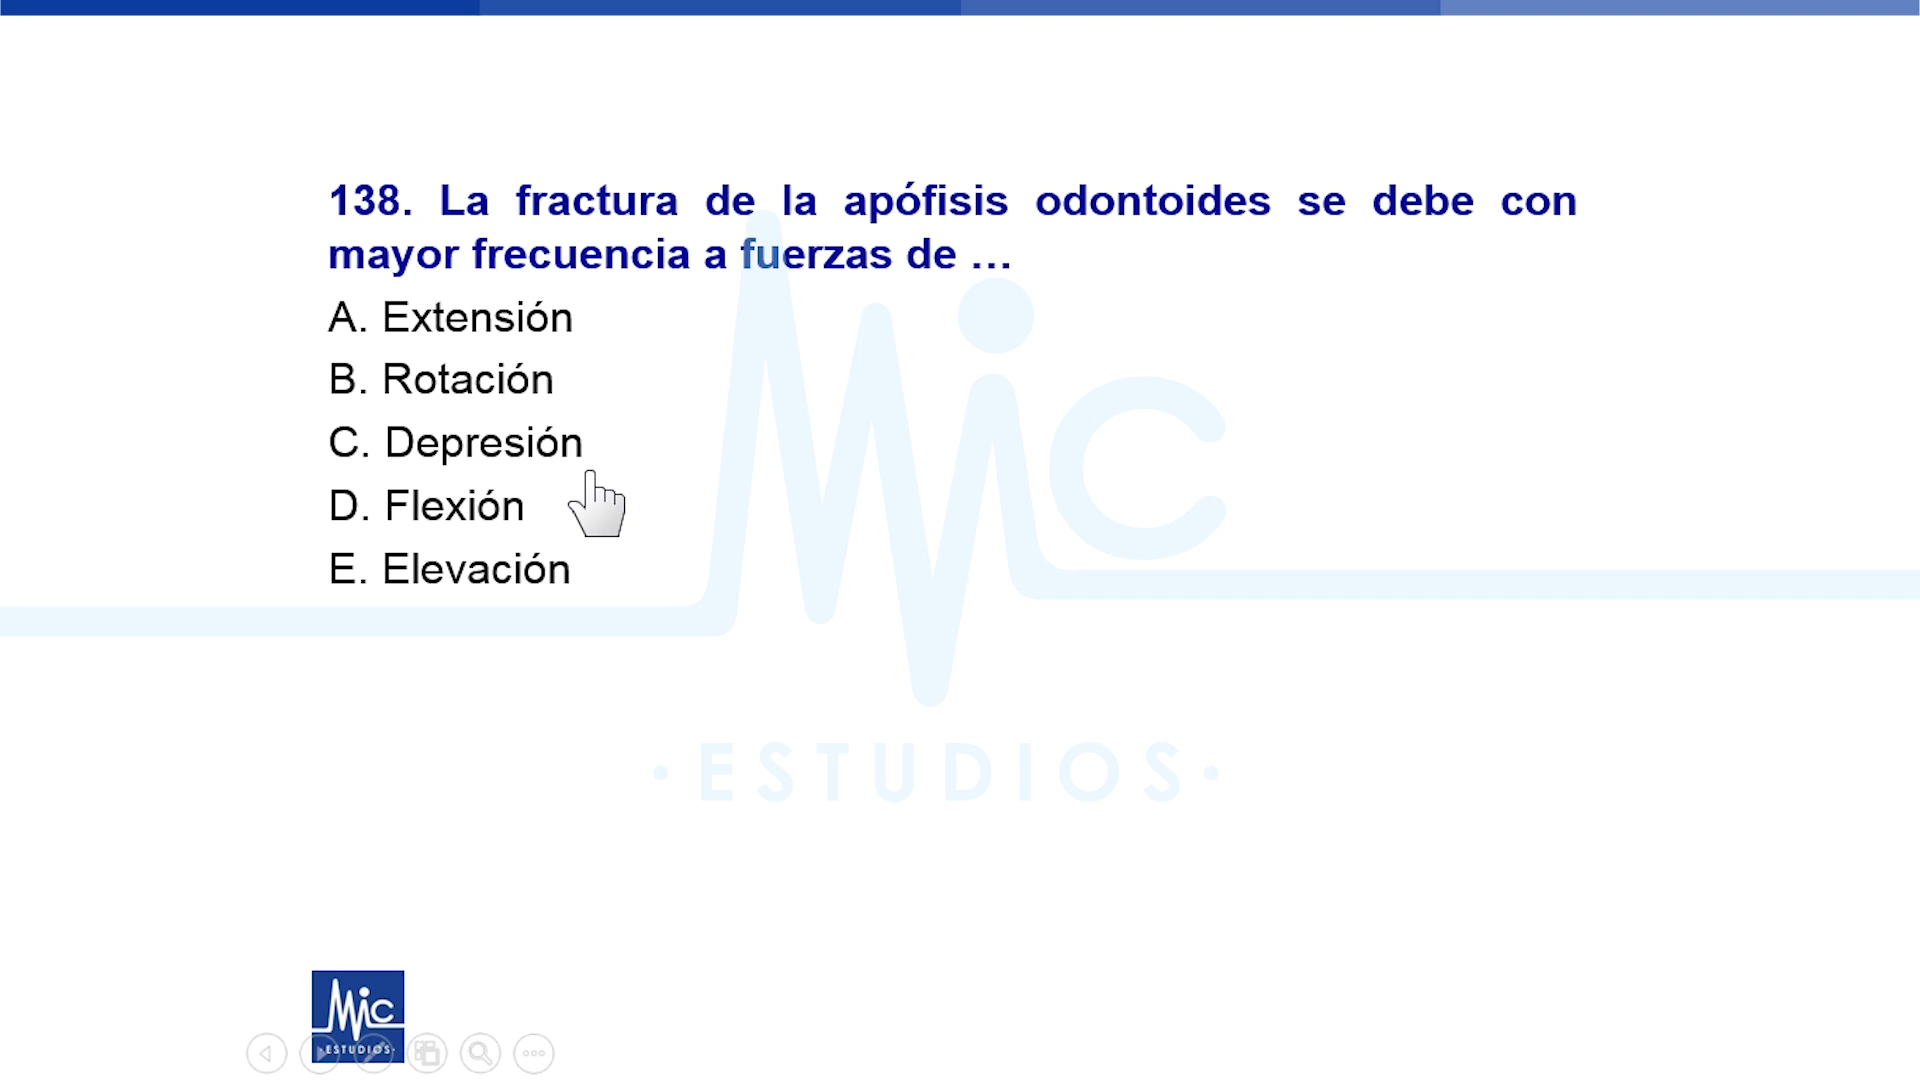 138. La fractura de la apófisis odontoides se debe con
mayor frecuencia a fuerzas de …
A. Extensión
B. Rotación
C. Depresión
D. Flexión
E. Elevación
Mic
·ESTUDIOS·
Mic
·ESTUDIOS·